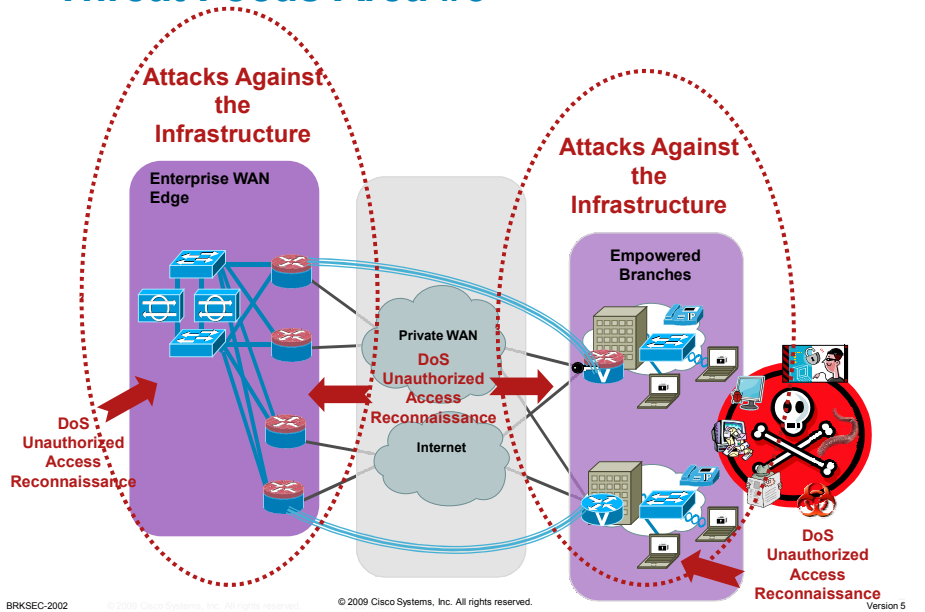 Attacks Against
the
Infrastructure
Enterprise WAN
Edge
Attacks Against
the
Infrastructure
Empowered
Branches
Private WAN
DoS
Unauthorized
Access
Reconnaissance
Internet
DoS
Unauthorized
Access
Reconnaissance
IP
V
IP
V
DoS
Unauthorized
Access
Reconnaissance
BRKSEC-2002
© 2009 Cisco Systems, Inc. All rights reserved.
© 2009 Cisco Systems, Inc. All rights reserved.
Version 5